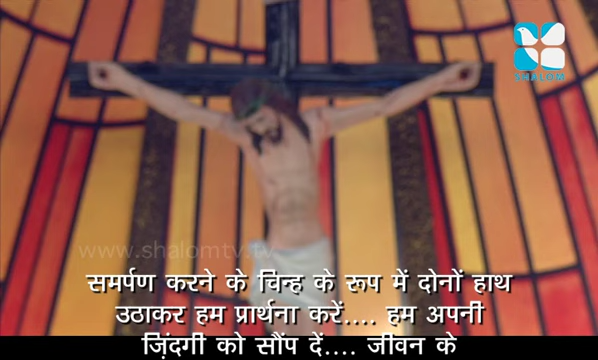 SHALOM
www.shalomtv.tv
समर्पण करने के चिन्ह के रूप में दोनों हाथ
उठाकर हम प्रार्थना करें.... हम अपनी
ज़िंदगी को सौंप दें.... जीवन के